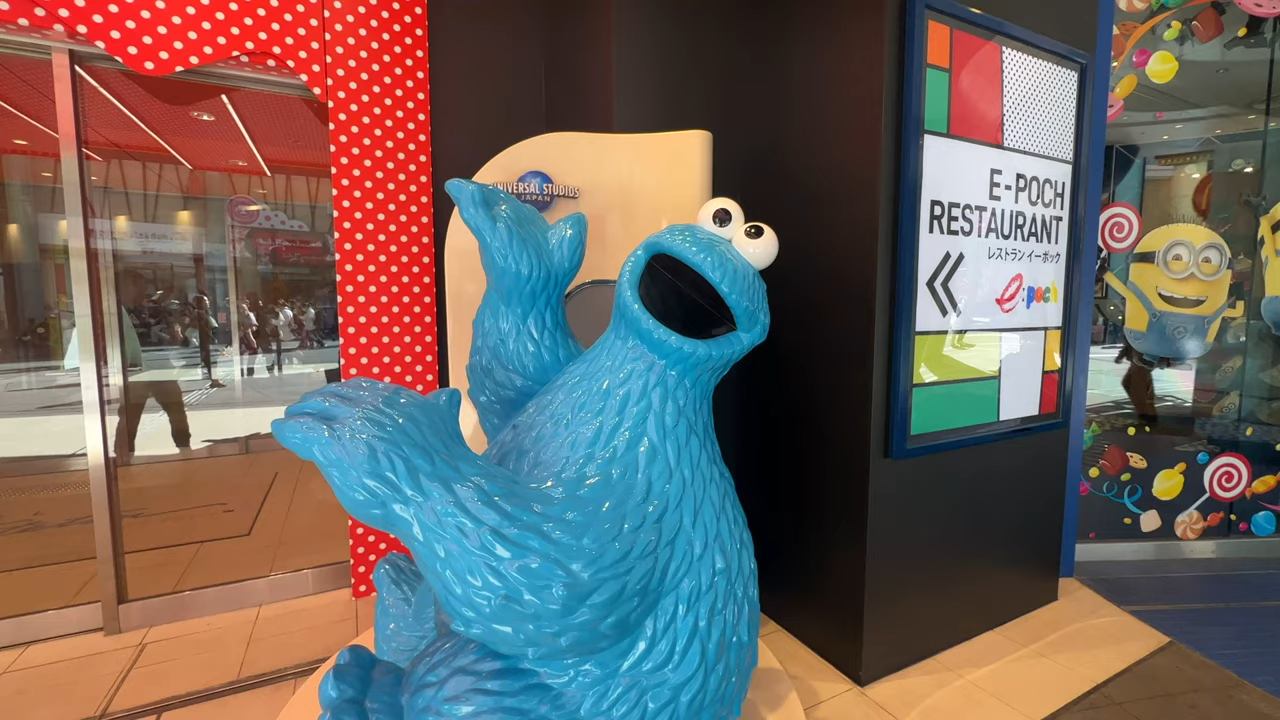 UNIVERSAL STUDIOS
JAPAN
E-POCH
RESTAURANT
レストラン イーポック
e:poch